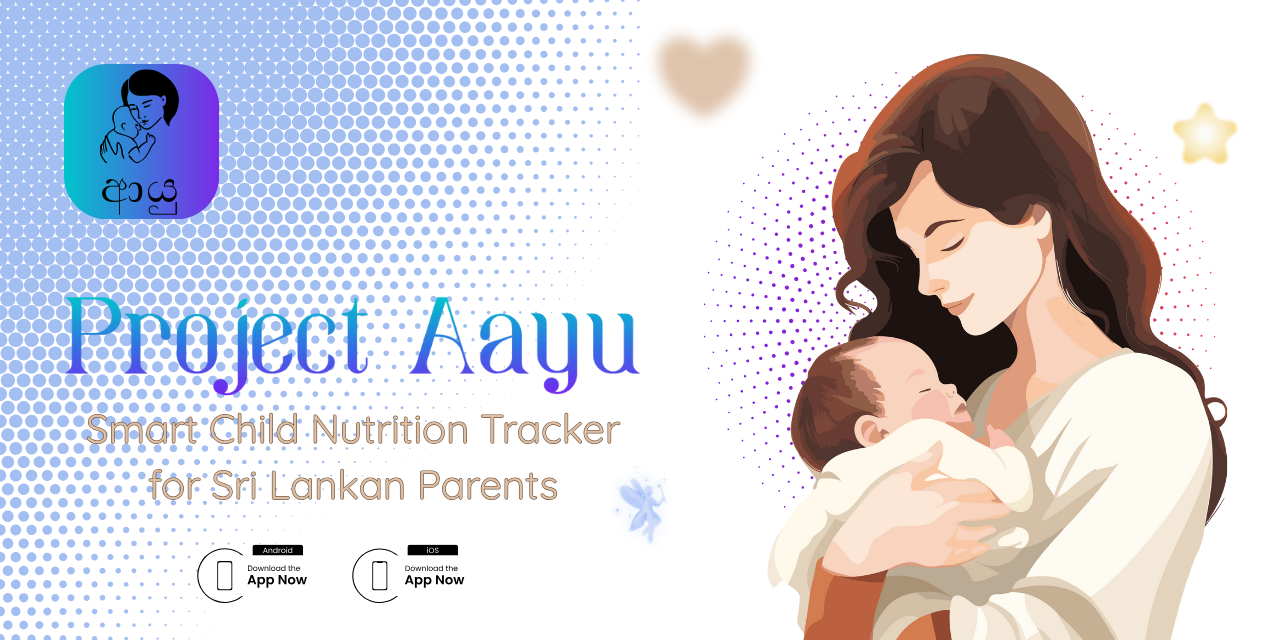 ආයු
Project Aayu
Smart Child Nutrition Tracker
for Sri Lankan Parents
Android
Download the
App Now
iOS
Download the
App Now